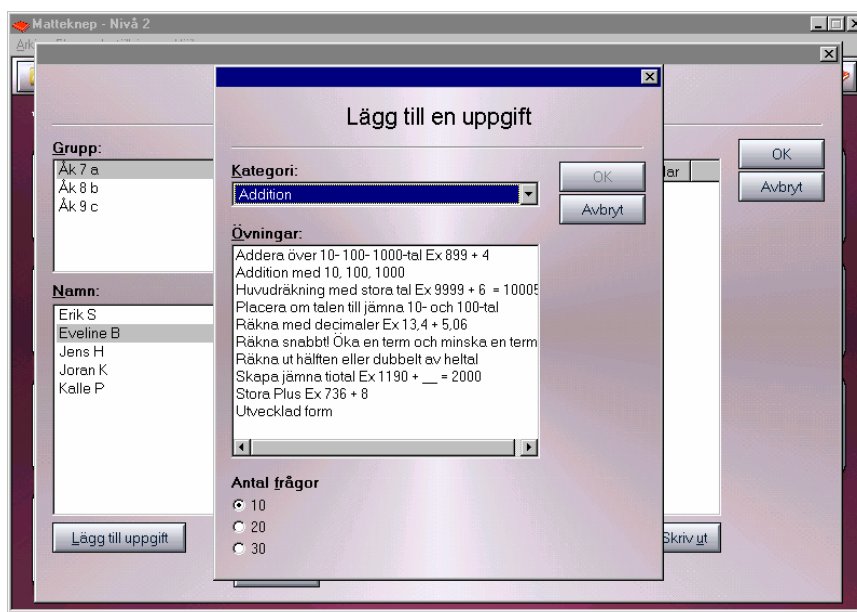 Matteknep - Nivå 2
Grupp:
Åk 7 a
Åk 8 b
Åk 9 c
Namn:
Erik S
Eveline B
Jens H
Joran K
Kalle P
Lägg till uppgift
Lägg till en uppgift
Kategori:
Addition
OK
Avbryt
Övningar:
Addera över 10- 100- 1000-tal Ex 899 + 4
Addition med 10, 100, 1000
Huvudräkning med stora tal Ex 9999 + 6 = 10005
Placera om talen till jämna 10- och 100-tal
Räkna med decimaler Ex 13,4 + 5,06
Räkna snabbt! Öka en term och minska en term
Räkna ut hälften eller dubbelt av heltal
Skapa jämna tiotal Ex 1190 + __ = 2000
Stora Plus Ex 736 + 8
Utvecklad form
Antal frågor
10
20
30
lar
OK
Avbryt
Skriv ut